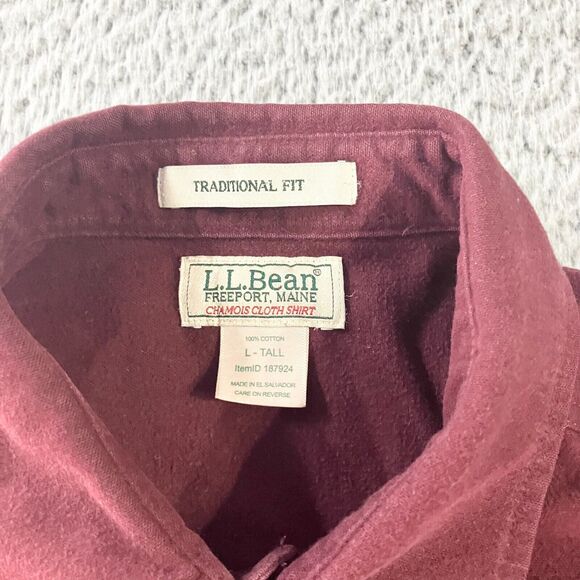 TRADITIONAL FIT
L.L.Bean®
FREEPORT, MAINE
CHAMOIS CLOTH SHIRT
100% COTTON
L - TALL
ItemID 187924
MADE IN EL SALVADOR
CARE ON REVERSE